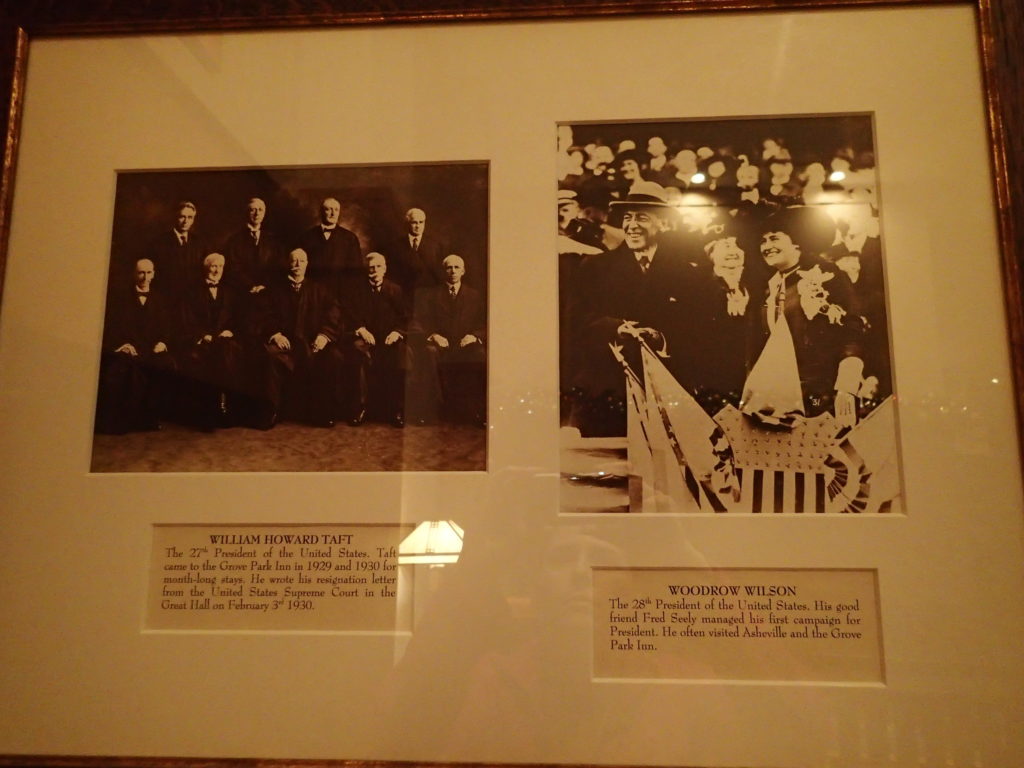 WILLIAM HOWARD TAFT
The 27th President of the United States. Taft
came to the Grove Park Inn in 1929 and 1930 for
month-long stays. He wrote his resignation letter
from the United States Supreme Court in the
Great Hall on February 3rd 1930.
31
WOODROW WILSON
The 28th President of the United States. His good
friend Fred Seely managed his first campaign for
President. He often visited Asheville and the Grove
Park Inn.